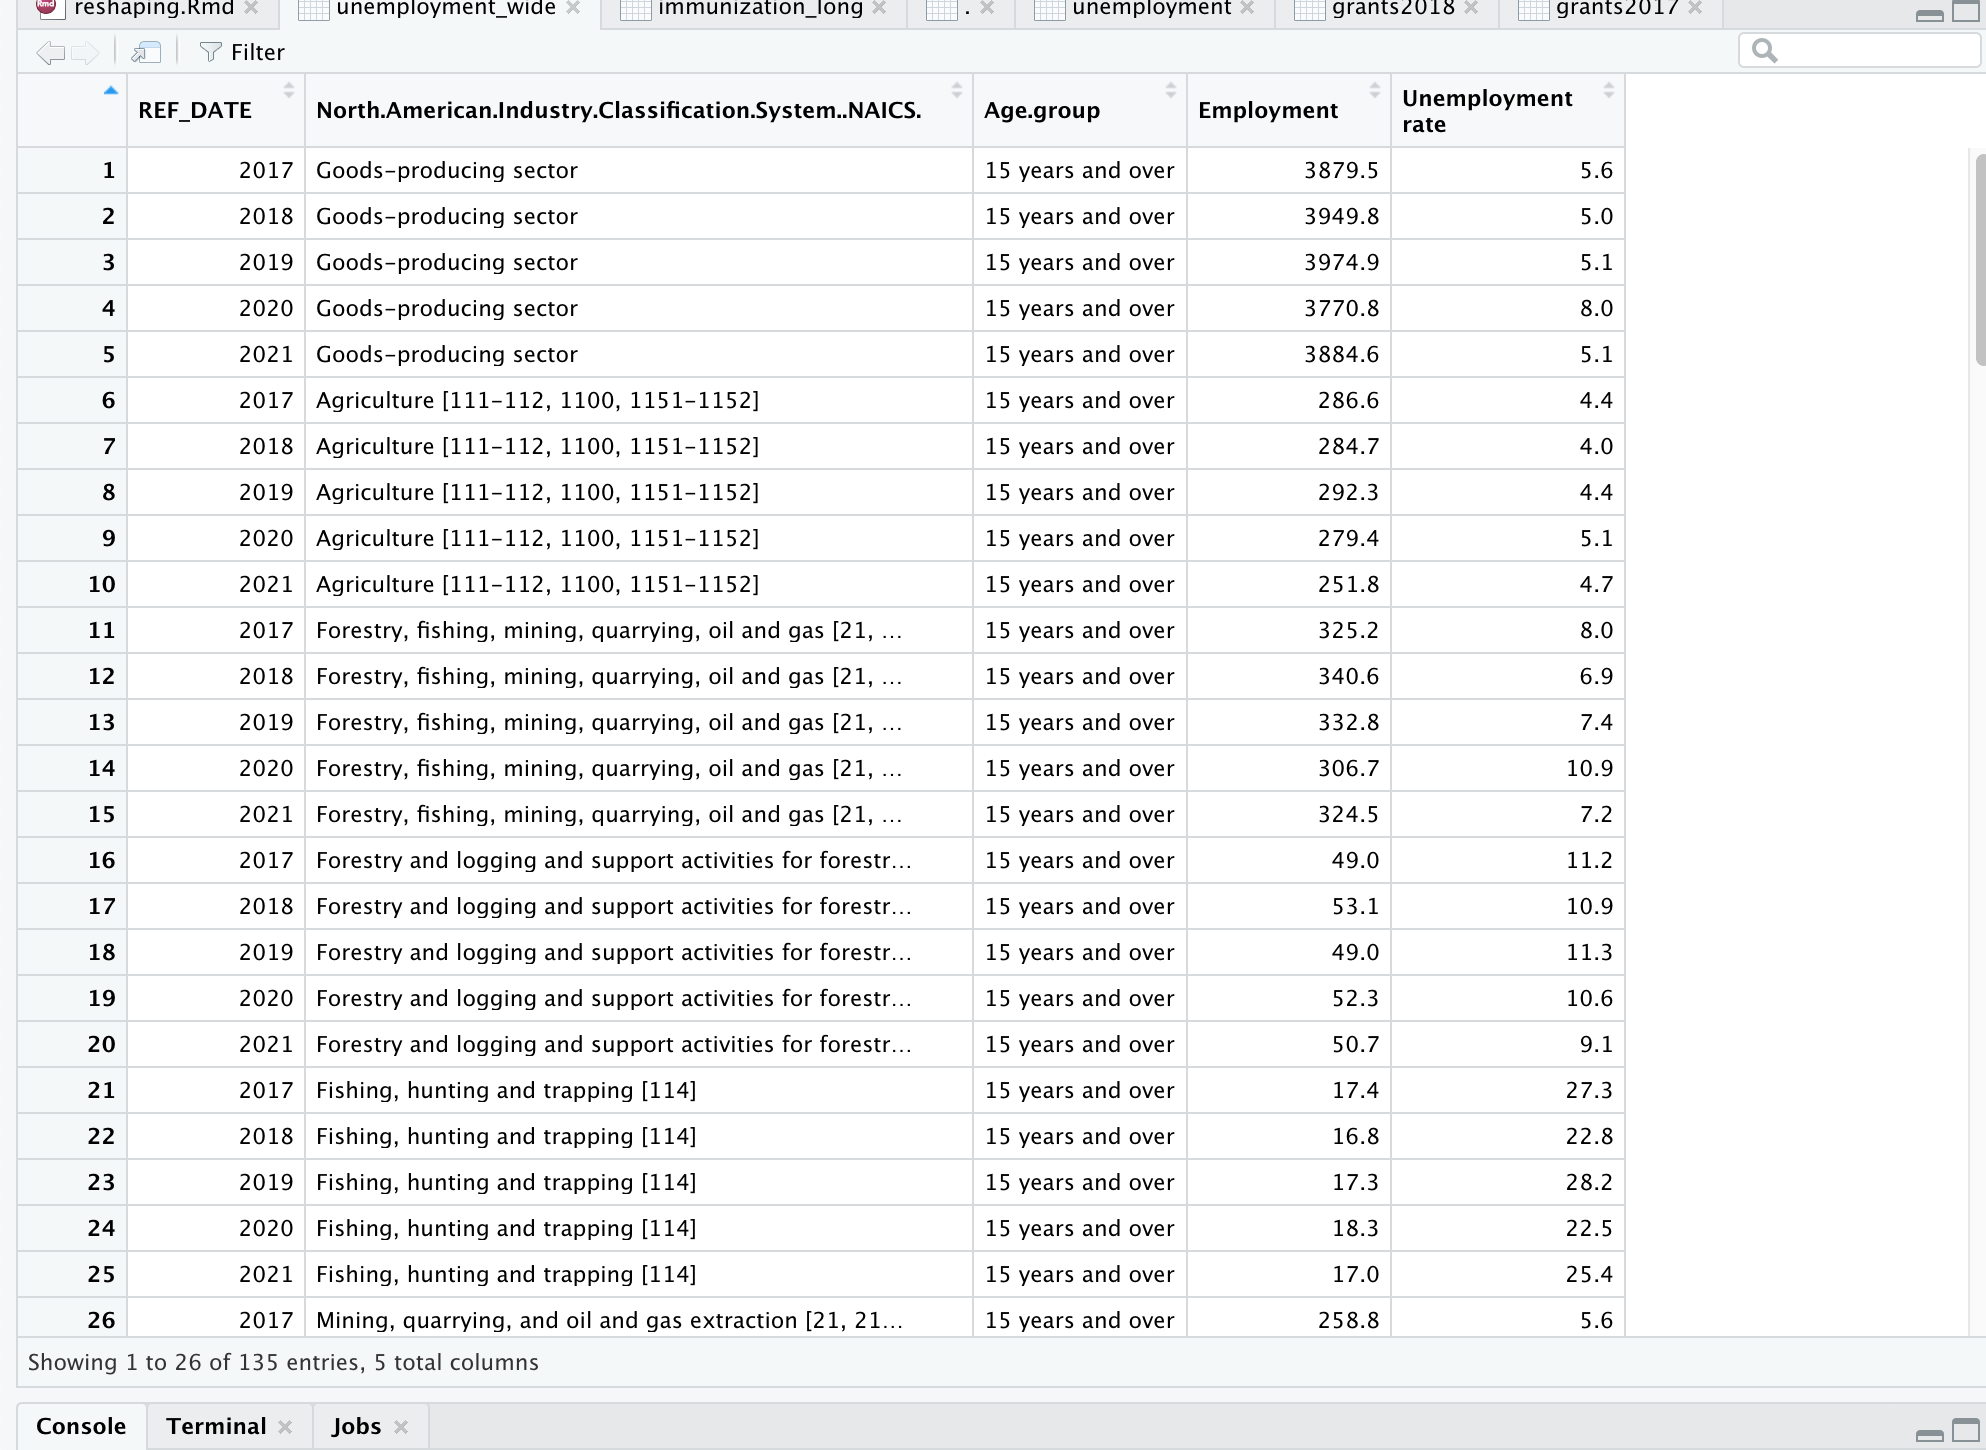 Rmd reshaping.Rmd unemployment_wide immunization_long . unemployment grants2018 grants2017
Filter
REF_DATE North.American.Industry.Classification.System..NAICS. Age.group Employment Unemployment rate
1 2017 Goods-producing sector 15 years and over 3879.5 5.6
2 2018 Goods-producing sector 15 years and over 3949.8 5.0
3 2019 Goods-producing sector 15 years and over 3974.9 5.1
4 2020 Goods-producing sector 15 years and over 3770.8 8.0
5 2021 Goods-producing sector 15 years and over 3884.6 5.1
6 2017 Agriculture [111-112, 1100, 1151-1152] 15 years and over 286.6 4.4
7 2018 Agriculture [111-112, 1100, 1151-1152] 15 years and over 284.7 4.0
8 2019 Agriculture [111-112, 1100, 1151-1152] 15 years and over 292.3 4.4
9 2020 Agriculture [111-112, 1100, 1151-1152] 15 years and over 279.4 5.1
10 2021 Agriculture [111-112, 1100, 1151-1152] 15 years and over 251.8 4.7
11 2017 Forestry, fishing, mining, quarrying, oil and gas [21, ... 15 years and over 325.2 8.0
12 2018 Forestry, fishing, mining, quarrying, oil and gas [21, ... 15 years and over 340.6 6.9
13 2019 Forestry, fishing, mining, quarrying, oil and gas [21, ... 15 years and over 332.8 7.4
14 2020 Forestry, fishing, mining, quarrying, oil and gas [21, ... 15 years and over 306.7 10.9
15 2021 Forestry, fishing, mining, quarrying, oil and gas [21, ... 15 years and over 324.5 7.2
16 2017 Forestry and logging and support activities for forestr... 15 years and over 49.0 11.2
17 2018 Forestry and logging and support activities for forestr... 15 years and over 53.1 10.9
18 2019 Forestry and logging and support activities for forestr... 15 years and over 49.0 11.3
19 2020 Forestry and logging and support activities for forestr... 15 years and over 52.3 10.6
20 2021 Forestry and logging and support activities for forestr... 15 years and over 50.7 9.1
21 2017 Fishing, hunting and trapping [114] 15 years and over 17.4 27.3
22 2018 Fishing, hunting and trapping [114] 15 years and over 16.8 22.8
23 2019 Fishing, hunting and trapping [114] 15 years and over 17.3 28.2
24 2020 Fishing, hunting and trapping [114] 15 years and over 18.3 22.5
25 2021 Fishing, hunting and trapping [114] 15 years and over 17.0 25.4
26 2017 Mining, quarrying, and oil and gas extraction [21, 21... 15 years and over 258.8 5.6
Showing 1 to 26 of 135 entries, 5 total columns
Console Terminal Jobs